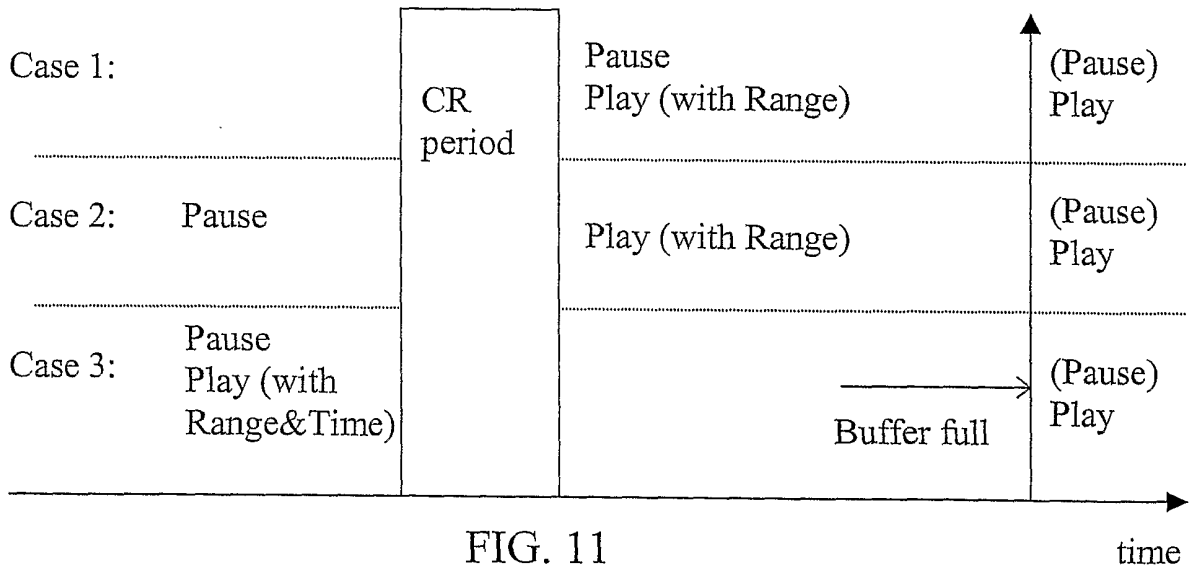 Case 1:
CR
period
Pause
Play (with Range)
(Pause)
Play
Case 2:
Pause
Play (with Range)
(Pause)
Play
Case 3:
Pause
Play (with
Range&Time)
Buffer full
(Pause)
Play
FIG. 11
time